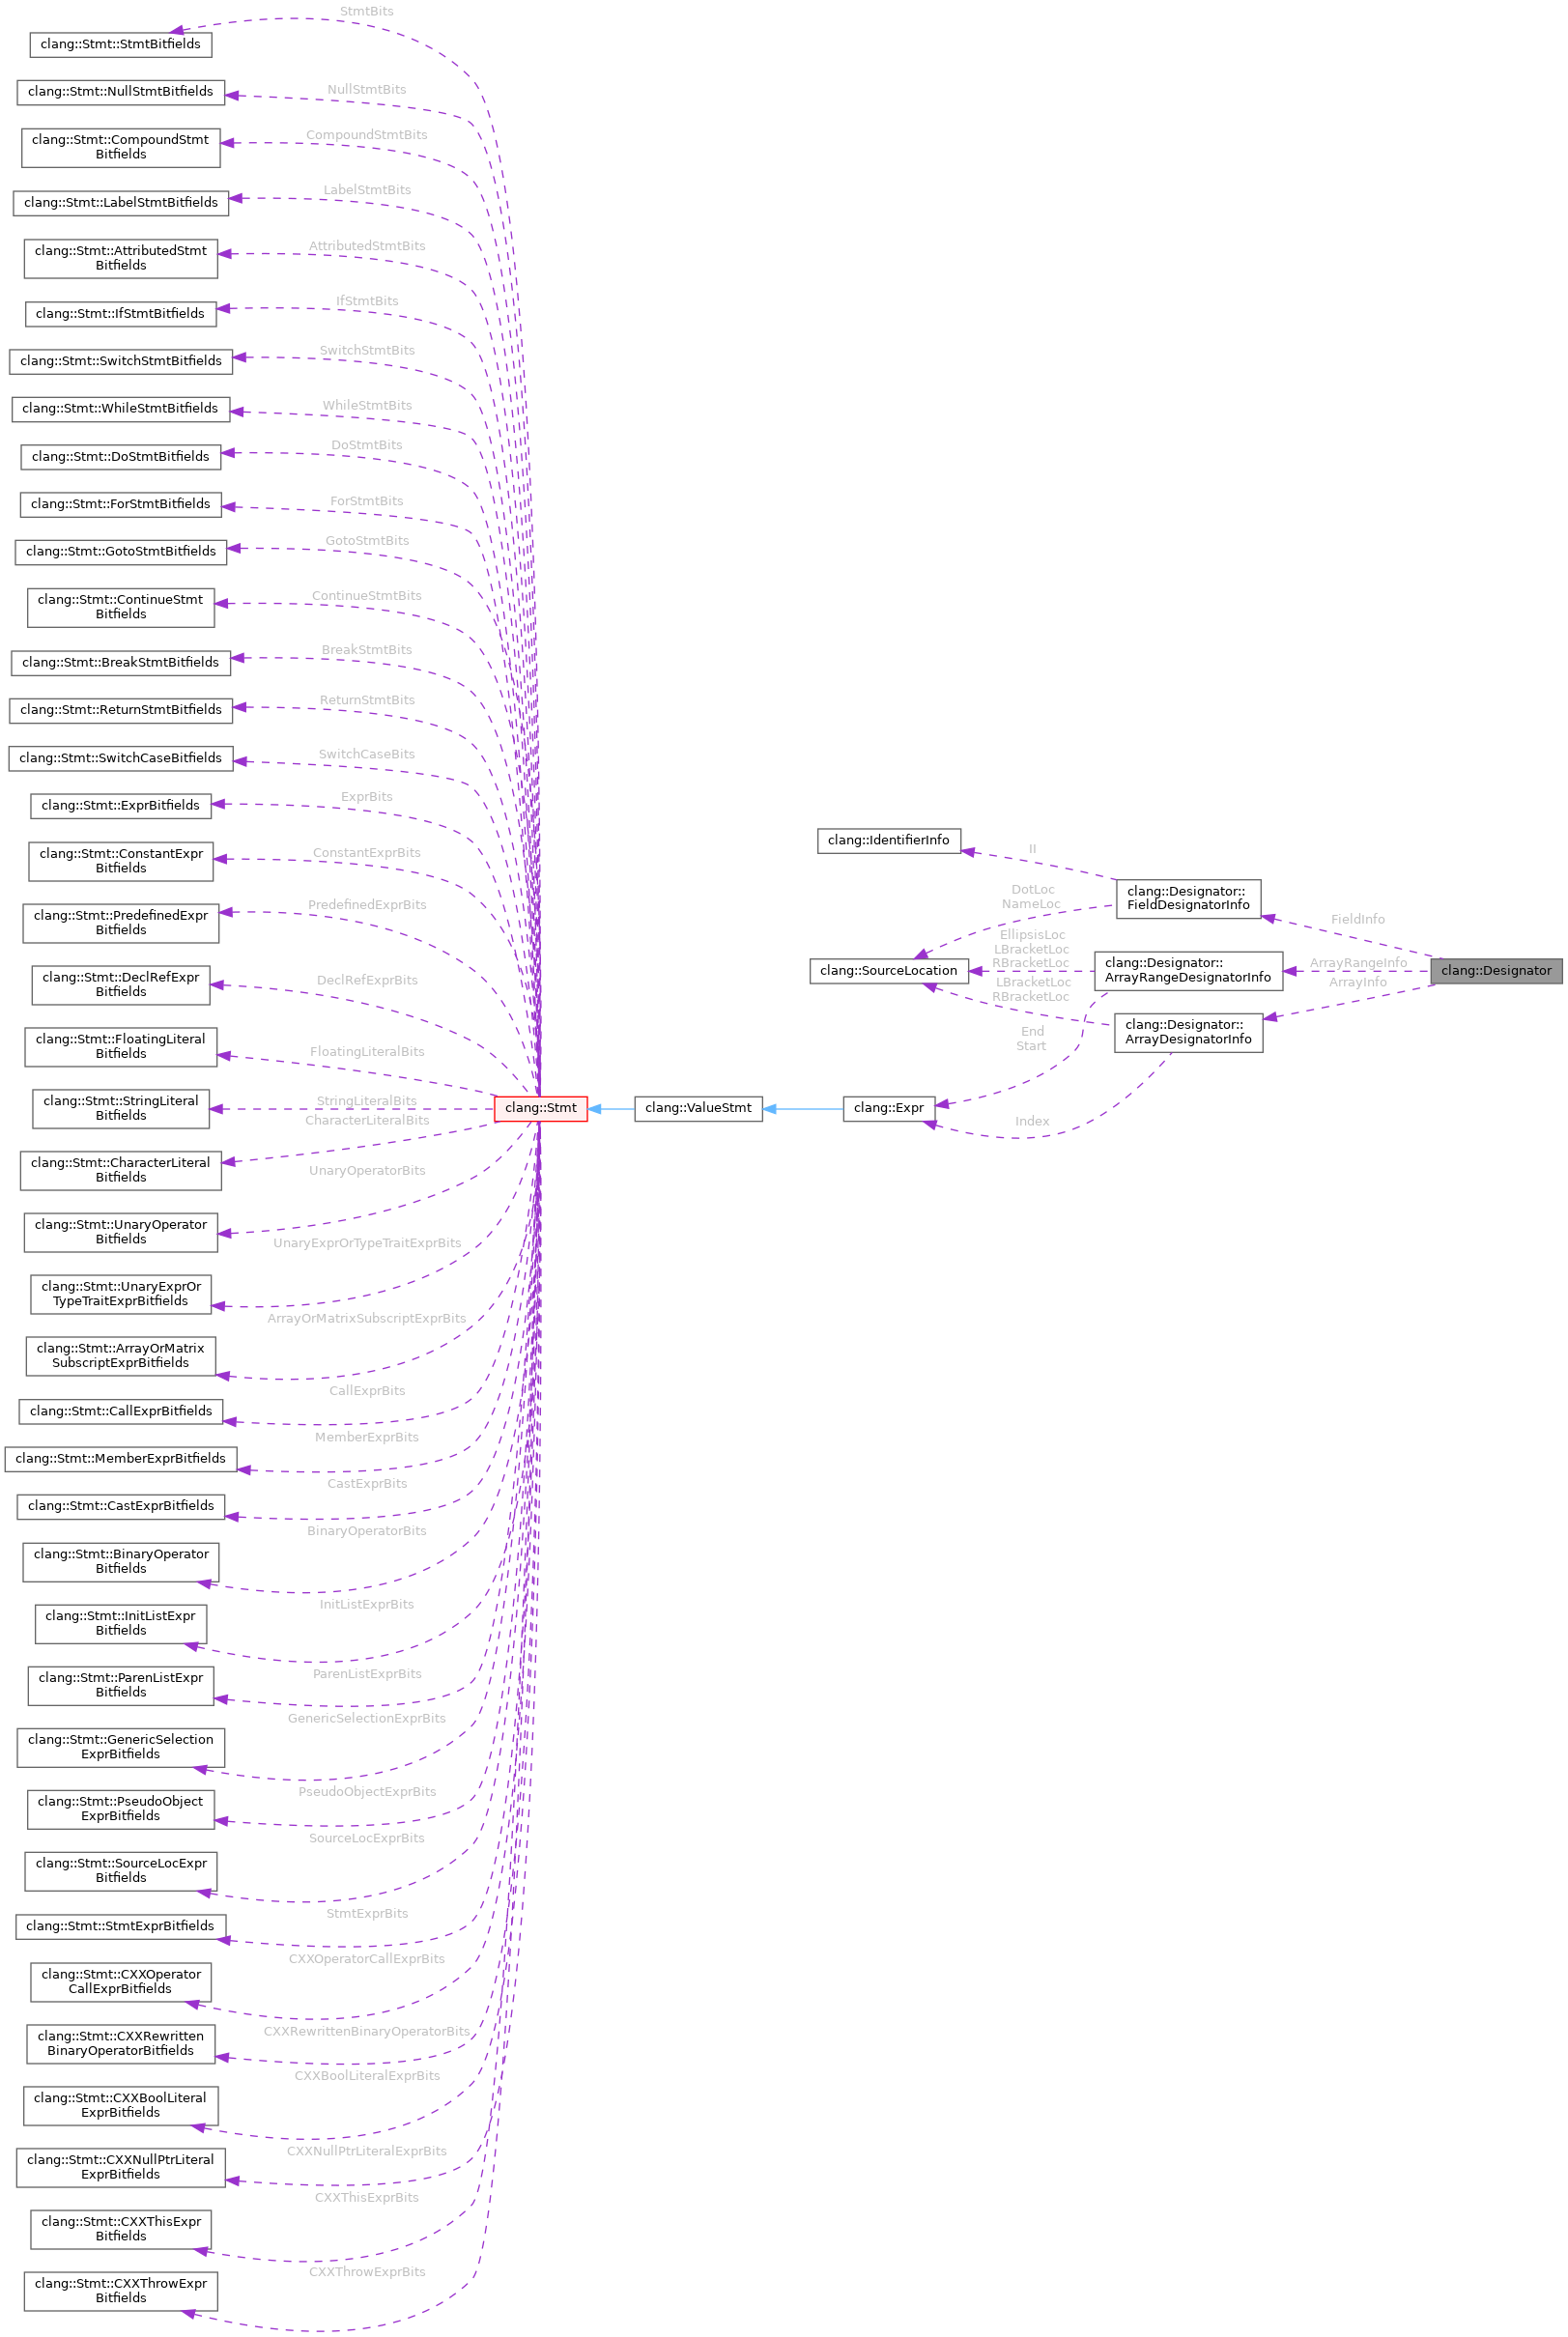 StmtBits
clang::Stmt::StmtBitfields
NullStmtBits
clang::Stmt::NullStmtBitfields
CompoundStmtBits
clang::Stmt::CompoundStmt
Bitfields
LabelStmtBits
clang::Stmt::LabelStmtBitfields
AttributedStmtBits
clang::Stmt::AttributedStmt
Bitfields
IfStmtBits
clang::Stmt::IfStmtBitfields
SwitchStmtBits
clang::Stmt::SwitchStmtBitfields
WhileStmtBits
clang::Stmt::WhileStmtBitfields
DoStmtBits
clang::Stmt::DoStmtBitfields
ForStmtBits
clang::Stmt::ForStmtBitfields
GotoStmtBits
clang::Stmt::GotoStmtBitfields
ContinueStmtBits
clang::Stmt::ContinueStmt
Bitfields
BreakStmtBits
clang::Stmt::BreakStmtBitfields
ReturnStmtBits
clang::Stmt::ReturnStmtBitfields
SwitchCaseBits
clang::Stmt::SwitchCaseBitfields
ExprBits
clang::Stmt::ExprBitfields
ConstantExprBits
clang::Stmt::ConstantExpr
Bitfields
PredefinedExprBits
clang::Stmt::PredefinedExpr
Bitfields
DeclRefExprBits
clang::Stmt::DeclRefExpr
Bitfields
FloatingLiteralBits
clang::Stmt::FloatingLiteral
Bitfields
StringLiteralBits
clang::Stmt::StringLiteral
Bitfields
CharacterLiteralBits
clang::Stmt::CharacterLiteral
Bitfields
UnaryOperatorBits
clang::Stmt::UnaryOperator
Bitfields
UnaryExprOrTypeTraitExprBits
clang::Stmt::UnaryExprOr
TypeTraitExprBitfields
ArrayOrMatrixSubscriptExprBits
clang::Stmt::ArrayOrMatrix
SubscriptExprBitfields
CallExprBits
clang::Stmt::CallExprBitfields
MemberExprBits
clang::Stmt::MemberExprBitfields
CastExprBits
clang::Stmt::CastExprBitfields
BinaryOperatorBits
clang::Stmt::BinaryOperator
Bitfields
InitListExprBits
clang::Stmt::InitListExpr
Bitfields
ParenListExprBits
clang::Stmt::ParenListExpr
Bitfields
GenericSelectionExprBits
clang::Stmt::GenericSelection
ExprBitfields
PseudoObjectExprBits
clang::Stmt::PseudoObject
ExprBitfields
SourceLocExprBits
clang::Stmt::SourceLocExpr
Bitfields
StmtExprBits
clang::Stmt::StmtExprBitfields
CXXOperatorCallExprBits
clang::Stmt::CXXOperator
CallExprBitfields
CXXRewrittenBinaryOperatorBits
clang::Stmt::CXXRewritten
BinaryOperatorBitfields
CXXBoolLiteralExprBits
clang::Stmt::CXXBoolLiteral
ExprBitfields
CXXNullPtrLiteralExprBits
clang::Stmt::CXXNullPtrLiteral
ExprBitfields
CXXThisExprBits
clang::Stmt::CXXThisExpr
Bitfields
CXXThrowExprBits
clang::Stmt::CXXThrowExpr
Bitfields
clang::Stmt
clang::ValueStmt
clang::Expr
clang::IdentifierInfo
II
clang::Designator::
FieldDesignatorInfo
DotLoc
NameLoc
FieldInfo
clang::SourceLocation
EllipsisLoc
LBracketLoc
RBracketLoc
clang::Designator::
ArrayRangeDesignatorInfo
ArrayRangeInfo
clang::Designator
LBracketLoc
RBracketLoc
ArrayInfo
clang::Designator::
ArrayDesignatorInfo
End
Start
Index